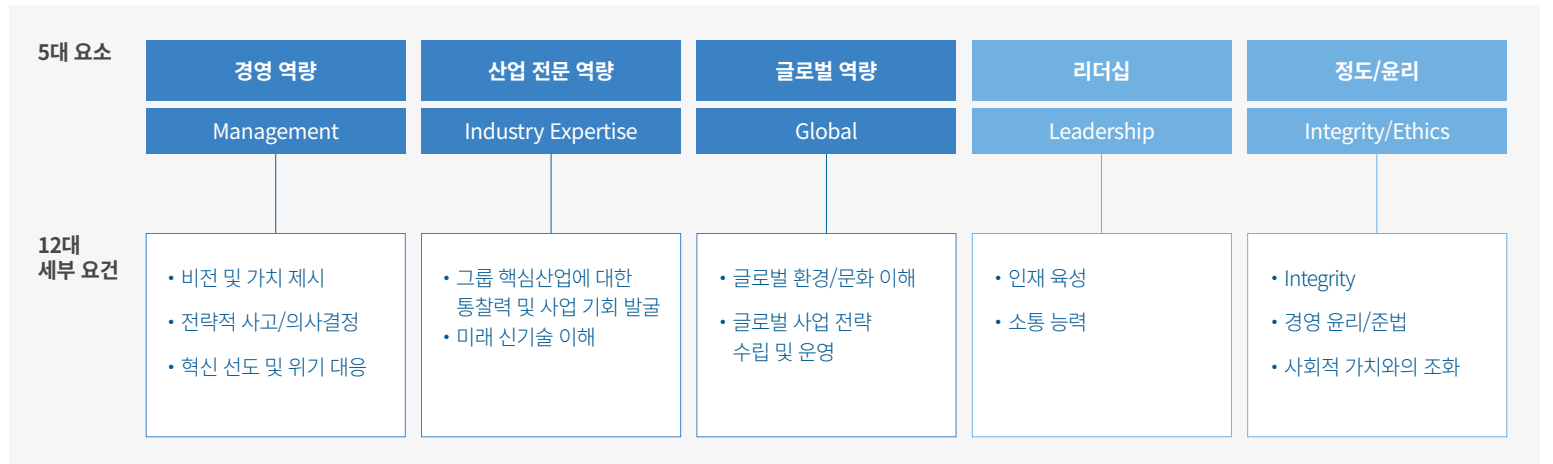 5대 요소
경영 역량
산업 전문 역량
글로벌 역량
리더십
정도/윤리
Management
Industry Expertise
Global
Leadership
Integrity/Ethics
12대
세부 요건
• 비전 및 가치 제시
• 전략적 사고/의사결정
• 혁신 선도 및 위기 대응
• 그룹 핵심산업에 대한
통찰력 및 사업 기회 발굴
• 미래 신기술 이해
• 글로벌 환경/문화 이해
• 글로벌 사업 전략
수립 및 운영
• 인재 육성
• 소통 능력
• Integrity
• 경영 윤리/준법
• 사회적 가치와의 조화